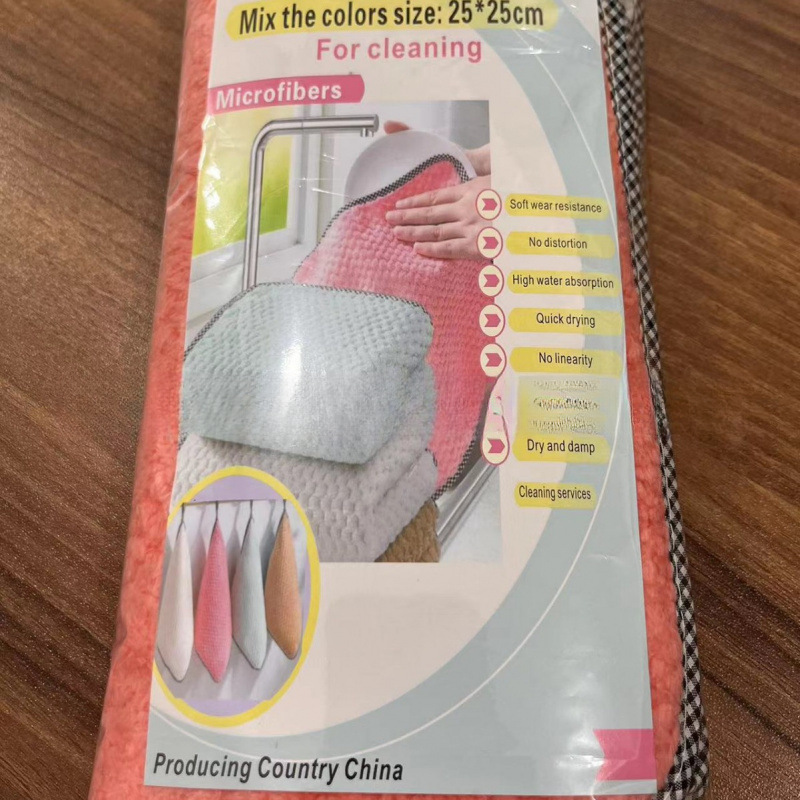 Mix the colors size: 25*25cm
For cleaning
Microfibers
Soft wear resistance
No distortion
High water absorption
Quick drying
No linearity
Dry and damp
Cleaning services
Producing Country China